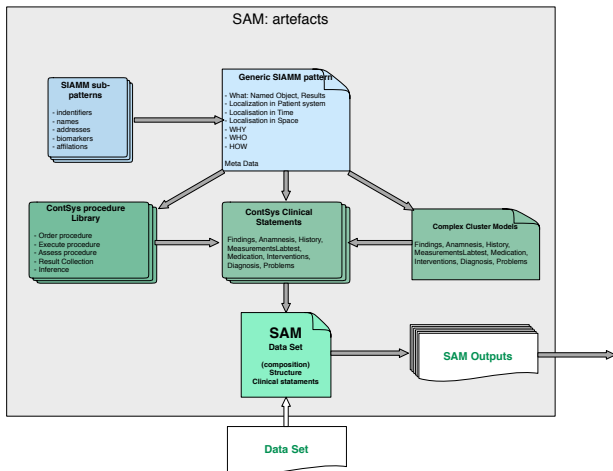 SAM: artefacts
SIAMM sub-
patterns
- indentifiers
- names
- addresses
- biomarkers
- affilations
Generic SIAMM pattern
- What: Named Object, Results
- Localization in Patient system
- Localisation in Time
- Localisation in Space
- WHY
- WHO
- HOW
Meta Data
ContSys procedure
Library
- Order procedure
- Execute procedure
- Assess procedure
- Result Collection
- Inference
ContSys Clinical
Statements
Findings, Anamnesis, History,
MeasurementsLabtest,
Medication, Interventions,
Diagnosis, Problems
Complex Cluster Models
Findings, Anamnesis, History,
MeasurementsLabtest, Medication,
Interventions, Diagnosis, Problems
SAM
Data Set
(composition)
Structure
Clinical stataments
SAM Outputs
Data Set